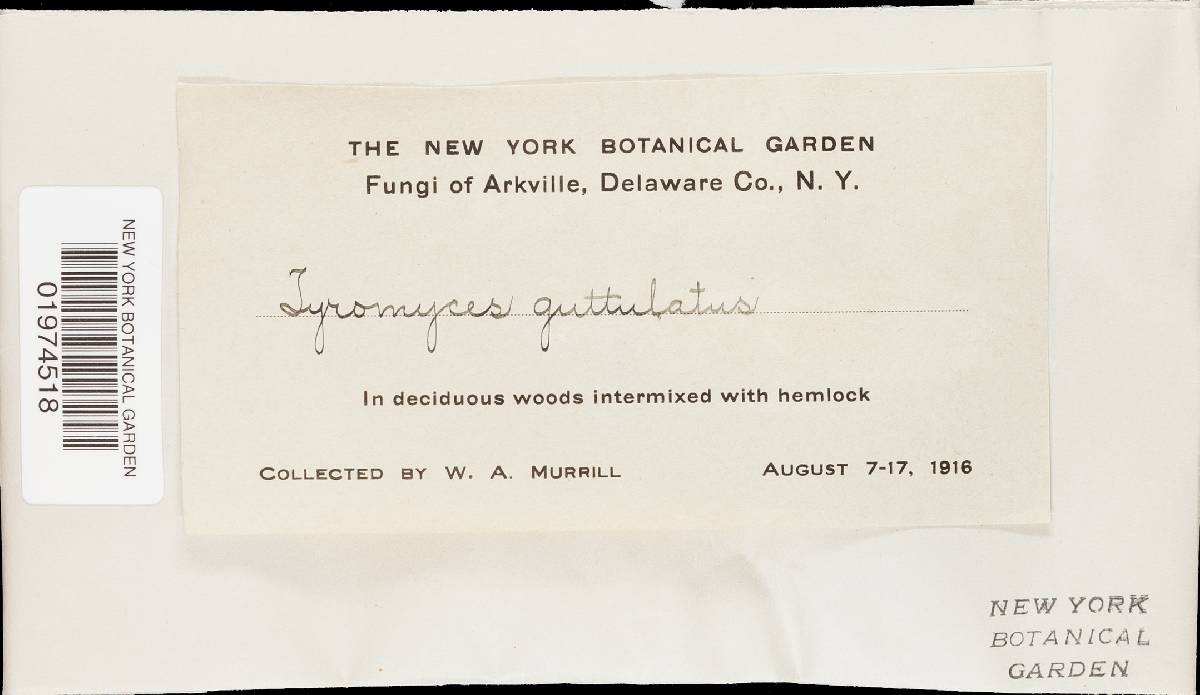 THE NEW YORK BOTANICAL GARDEN
Fungi of Arkville, Delaware Co., N. Y.
Tyromyces guttulatus
In deciduous woods intermixed with hemlock
COLLECTED BY W. A. MURRILL
AUGUST 7-17, 1916
NEW YORK BOTANICAL GARDEN
01974518
NEW YORK
BOTANICAL
GARDEN